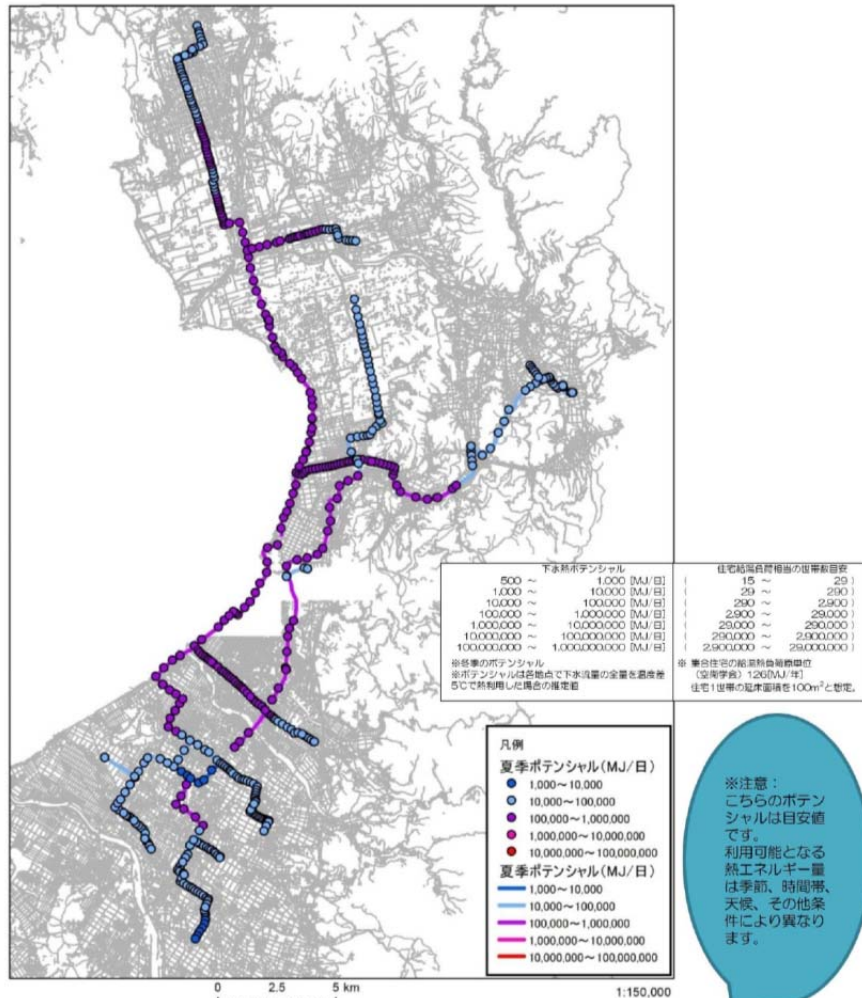 下水熱ポテンシャル
500 ～ 1,000 [MJ/日]
1,000 ～ 10,000 [MJ/日]
10,000 ～ 100,000 [MJ/日]
100,000 ～ 1,000,000 [MJ/日]
1,000,000 ～ 10,000,000 [MJ/日]
10,000,000 ～ 100,000,000 [MJ/日]
100,000,000 ～ 1,000,000,000 [MJ/日]
※冬季のポテンシャル
※ポテンシャルは各地点で下水流量の全量を温度差
5℃で熱利用した場合の推定値
住宅給湯負荷相当の世帯数目安
( 15 ～ 29 )
( 29 ～ 290 )
( 290 ～ 2,900 )
( 2,900 ～ 29,000 )
( 29,000 ～ 290,000 )
( 290,000 ～ 2,900,000 )
( 2,900,000 ～ 29,000,000 )
※ 集合住宅の給湯熱負荷原単位
(空衛学会) 126[MJ/年]
住宅1世帯の延床面積を100m²と想定。
凡例
夏季ポテンシャル(MJ/日)
1,000～10,000
10,000～100,000
100,000～1,000,000
1,000,000～10,000,000
10,000,000～100,000,000
夏季ポテンシャル(MJ/日)
1,000～10,000
10,000～100,000
100,000～1,000,000
1,000,000～10,000,000
10,000,000～100,000,000
※注意：
こちらのポテン
シャルは目安値
です。
利用可能となる
熱エネルギー量
は季節、時間帯、
天候、その他条
件により異なり
ます。
0 2.5 5 km
1:150,000